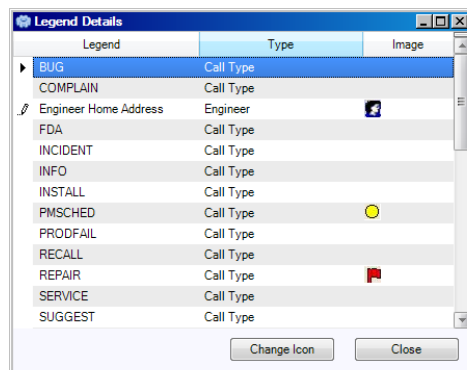 Legend Details
Legend Type Image
BUG Call Type
COMPLAIN Call Type
Engineer Home Address Engineer
FDA Call Type
INCIDENT Call Type
INFO Call Type
INSTALL Call Type
PMSCHED Call Type
PRODFAIL Call Type
RECALL Call Type
REPAIR Call Type
SERVICE Call Type
SUGGEST Call Type
Change Icon Close